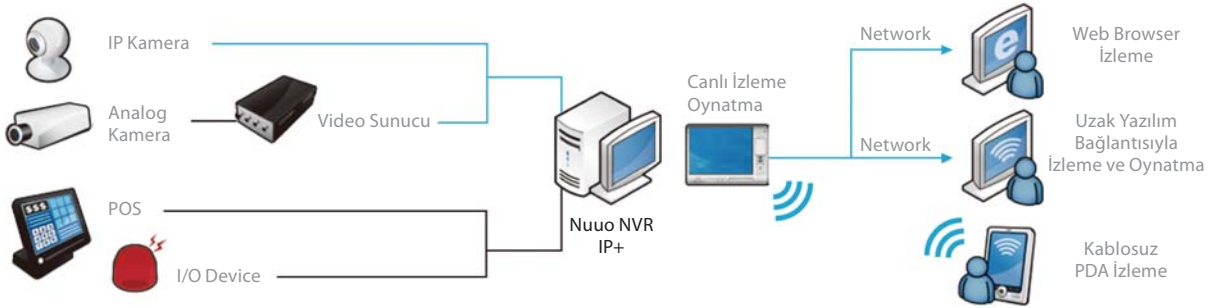 IP Kamera
Analog
Kamera
Video Sunucu
POS
$$$
I/O Device
Nuuo NVR
IP+
Canlı İzleme
Oynatma
Network
Web Browser
İzleme
Network
Uzak Yazılım
Bağlantısıyla
İzleme ve Oynatma
Kablosuz
PDA İzleme